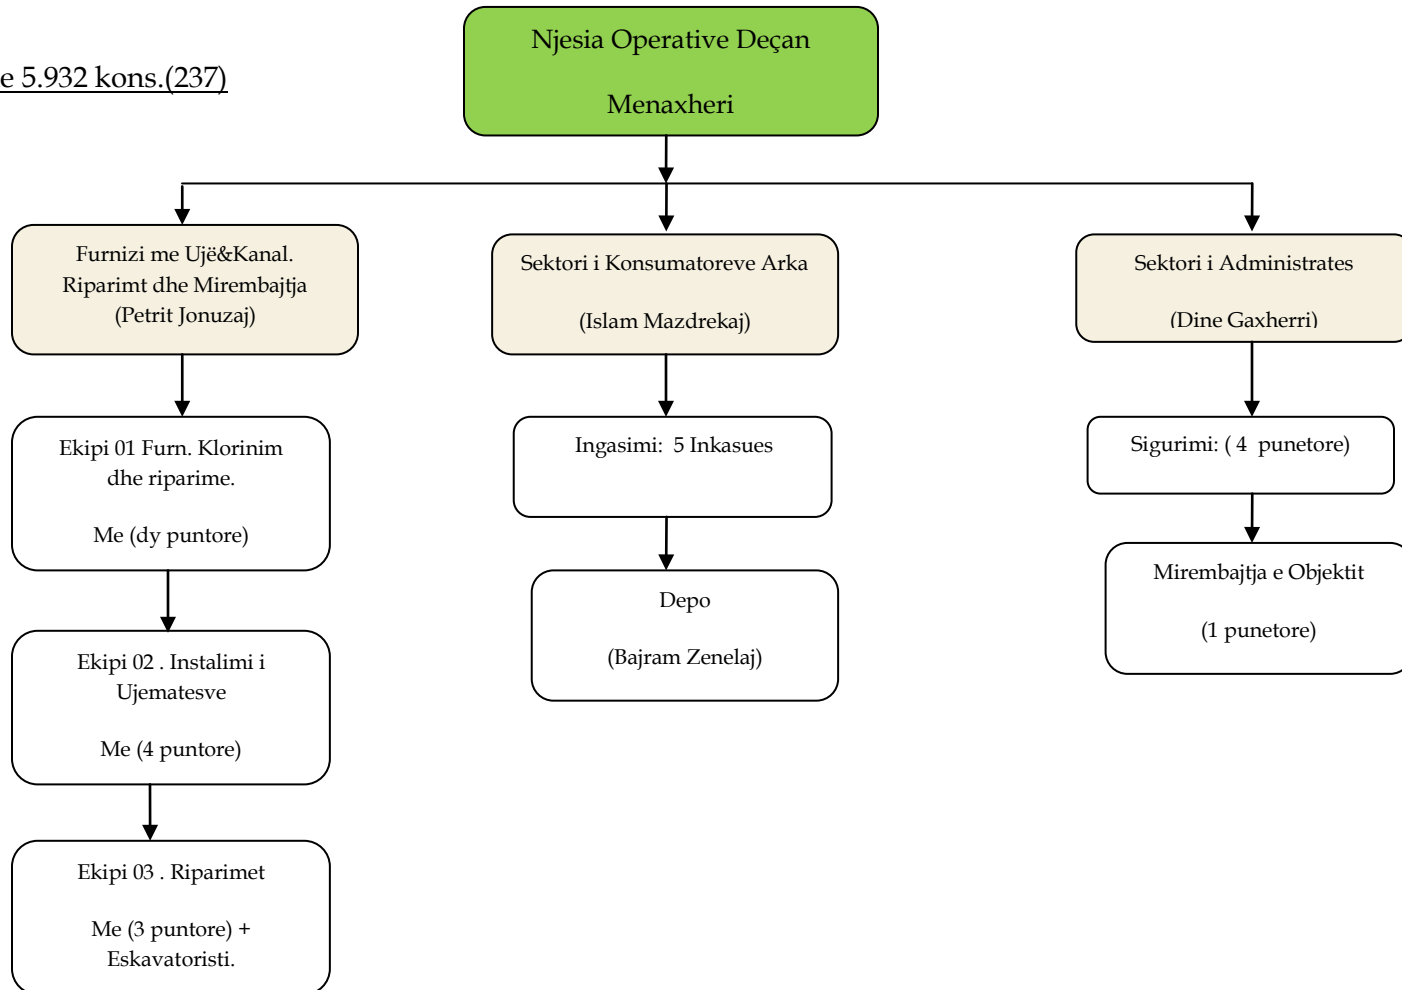 Njesia Operative Deçan
Menaxheri
e 5.932 kons.(237)
Furnizi me Ujë&Kanal.
Riparimt dhe Mirembajtja
(Petrit Jonuzaj)
Sektori i Konsumatoreve Arka
(Islam Mazdrekaj)
Sektori i Administrates
(Dine Gaxherri)
Ekipi 01 Furn. Klorinim
dhe riparime.
Me (dy puntore)
Ingasimi:  5 Inkasues
Sigurimi: ( 4  punetore)
Ekipi 02 . Instalimi i
Ujematesve
Me (4 puntore)
Depo
(Bajram Zenelaj)
Mirembajtja e Objektit
(1 punetore)
Ekipi 03 . Riparimet
Me (3 puntore) +
Eskavatoristi.